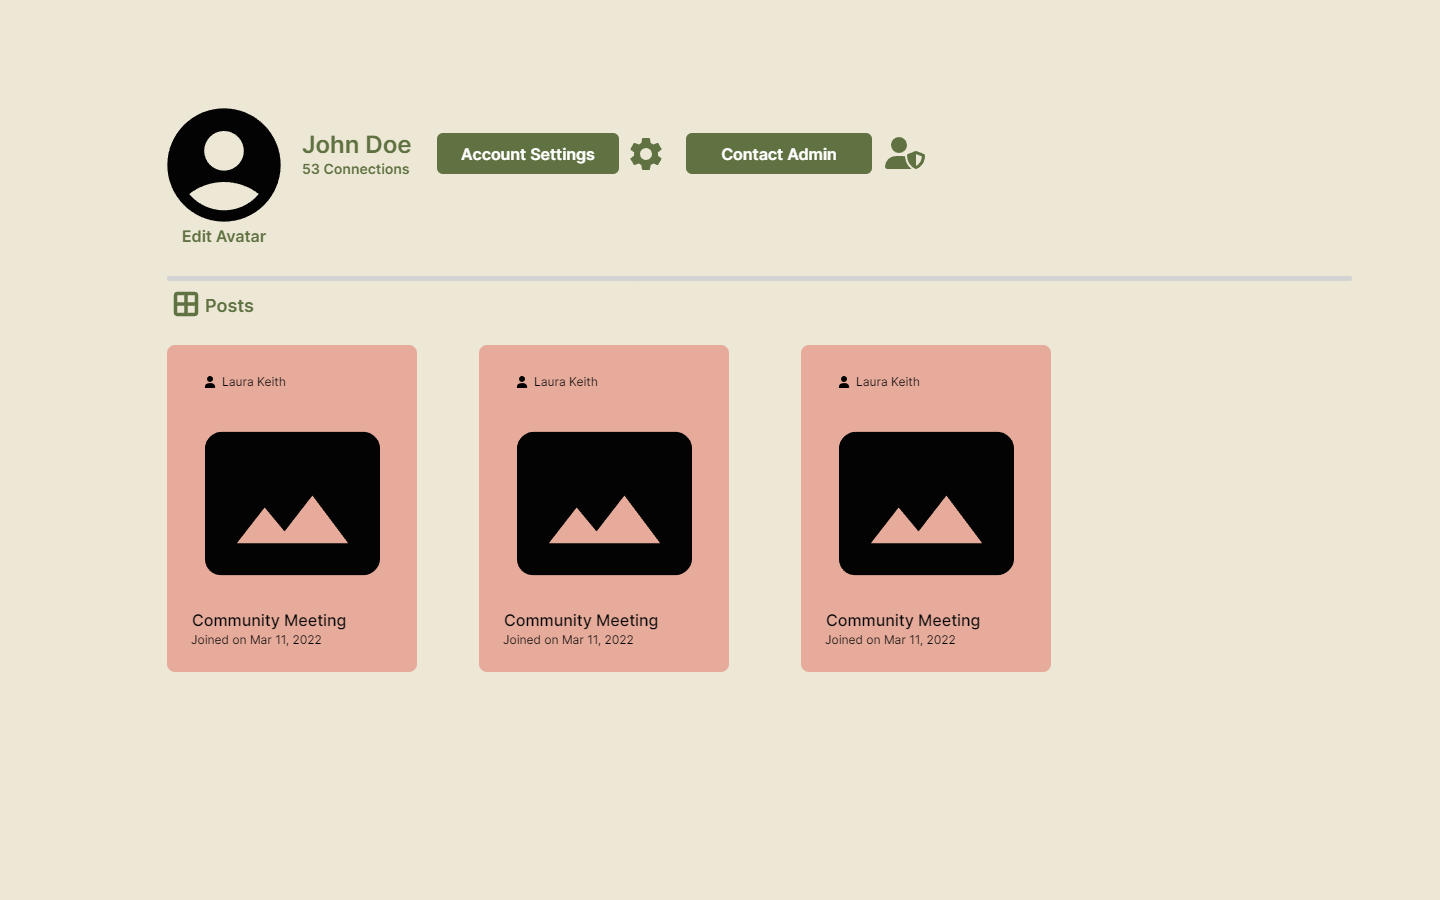 John Doe
53 Connections
Account Settings
Contact Admin
Edit Avatar
Posts
Laura Keith
Community Meeting
Joined on Mar 11, 2022
Laura Keith
Community Meeting
Joined on Mar 11, 2022
Laura Keith
Community Meeting
Joined on Mar 11, 2022